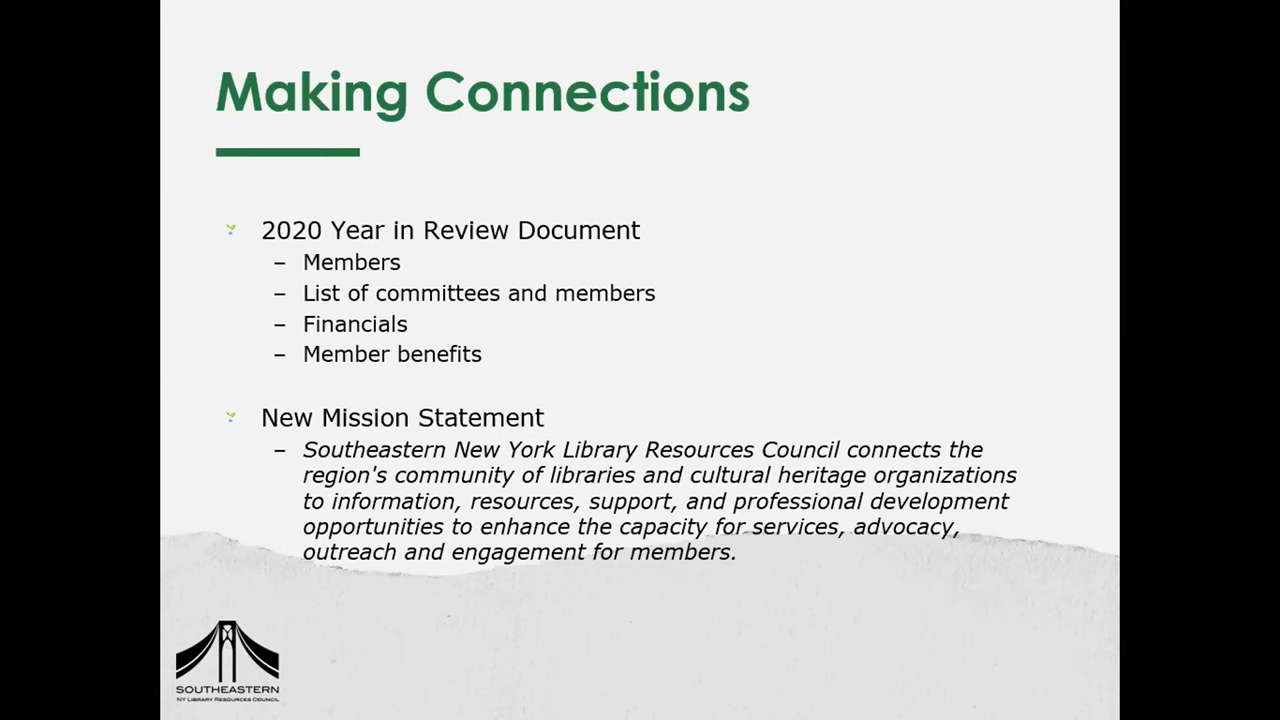 Making Connections
2020 Year in Review Document
– Members
– List of committees and members
– Financials
– Member benefits
New Mission Statement
– Southeastern New York Library Resources Council connects the
region's community of libraries and cultural heritage organizations
to information, resources, support, and professional development
opportunities to enhance the capacity for services, advocacy,
outreach and engagement for members.
SOUTHEASTERN
NY LIBRARY RESOURCES COUNCIL